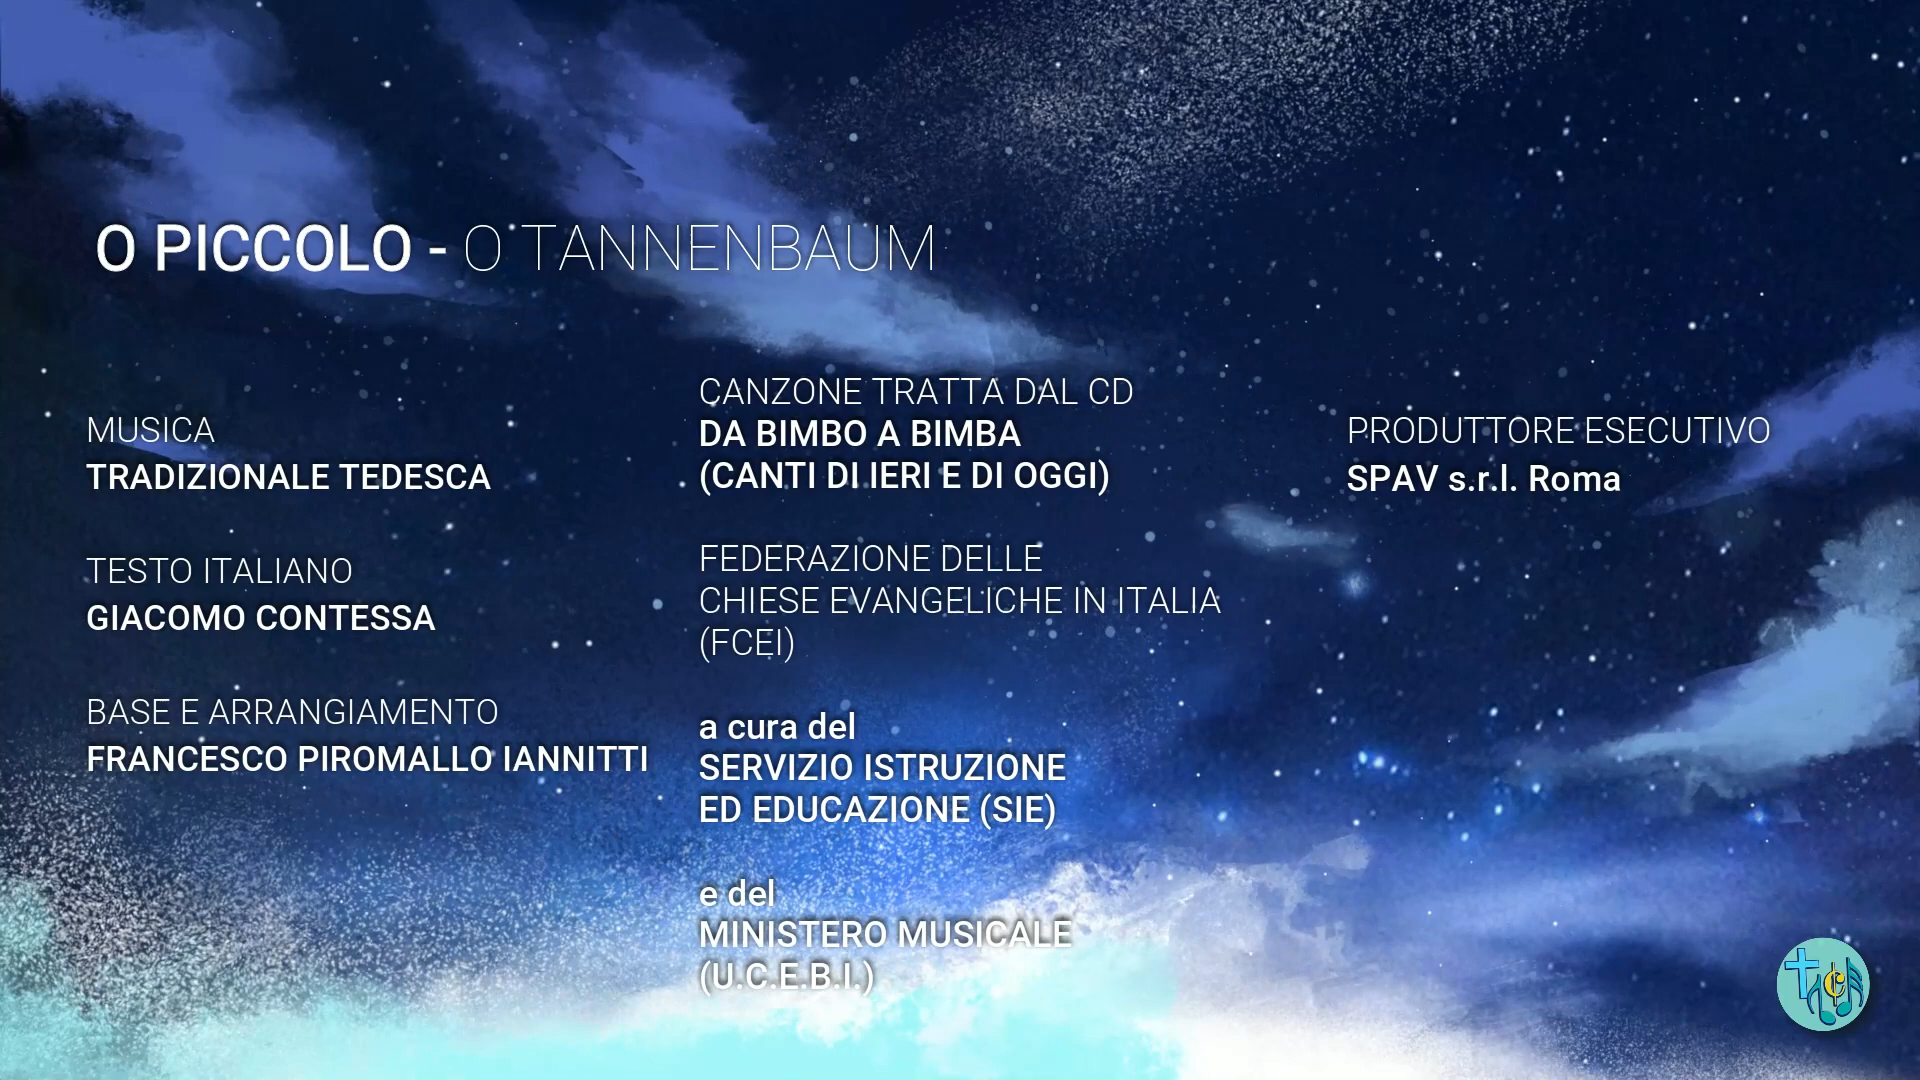 O PICCOLO - O TANNENBAUM
MUSICA
TRADIZIONALE TEDESCA
TESTO ITALIANO
GIACOMO CONTESSA
BASE E ARRANGIAMENTO
FRANCESCO PIROMALLO IANNITTI
CANZONE TRATTA DAL CD
DA BIMBO A BIMBA
(CANTI DI IERI E DI OGGI)
FEDERAZIONE DELLE
CHIESE EVANGELICHE IN ITALIA
(FCEI)
a cura del
SERVIZIO ISTRUZIONE
ED EDUCAZIONE (SIE)
e del
MINISTERO MUSICALE
(U.C.E.B.I.)
PRODUTTORE ESECUTIVO
SPAV s.r.l. Roma